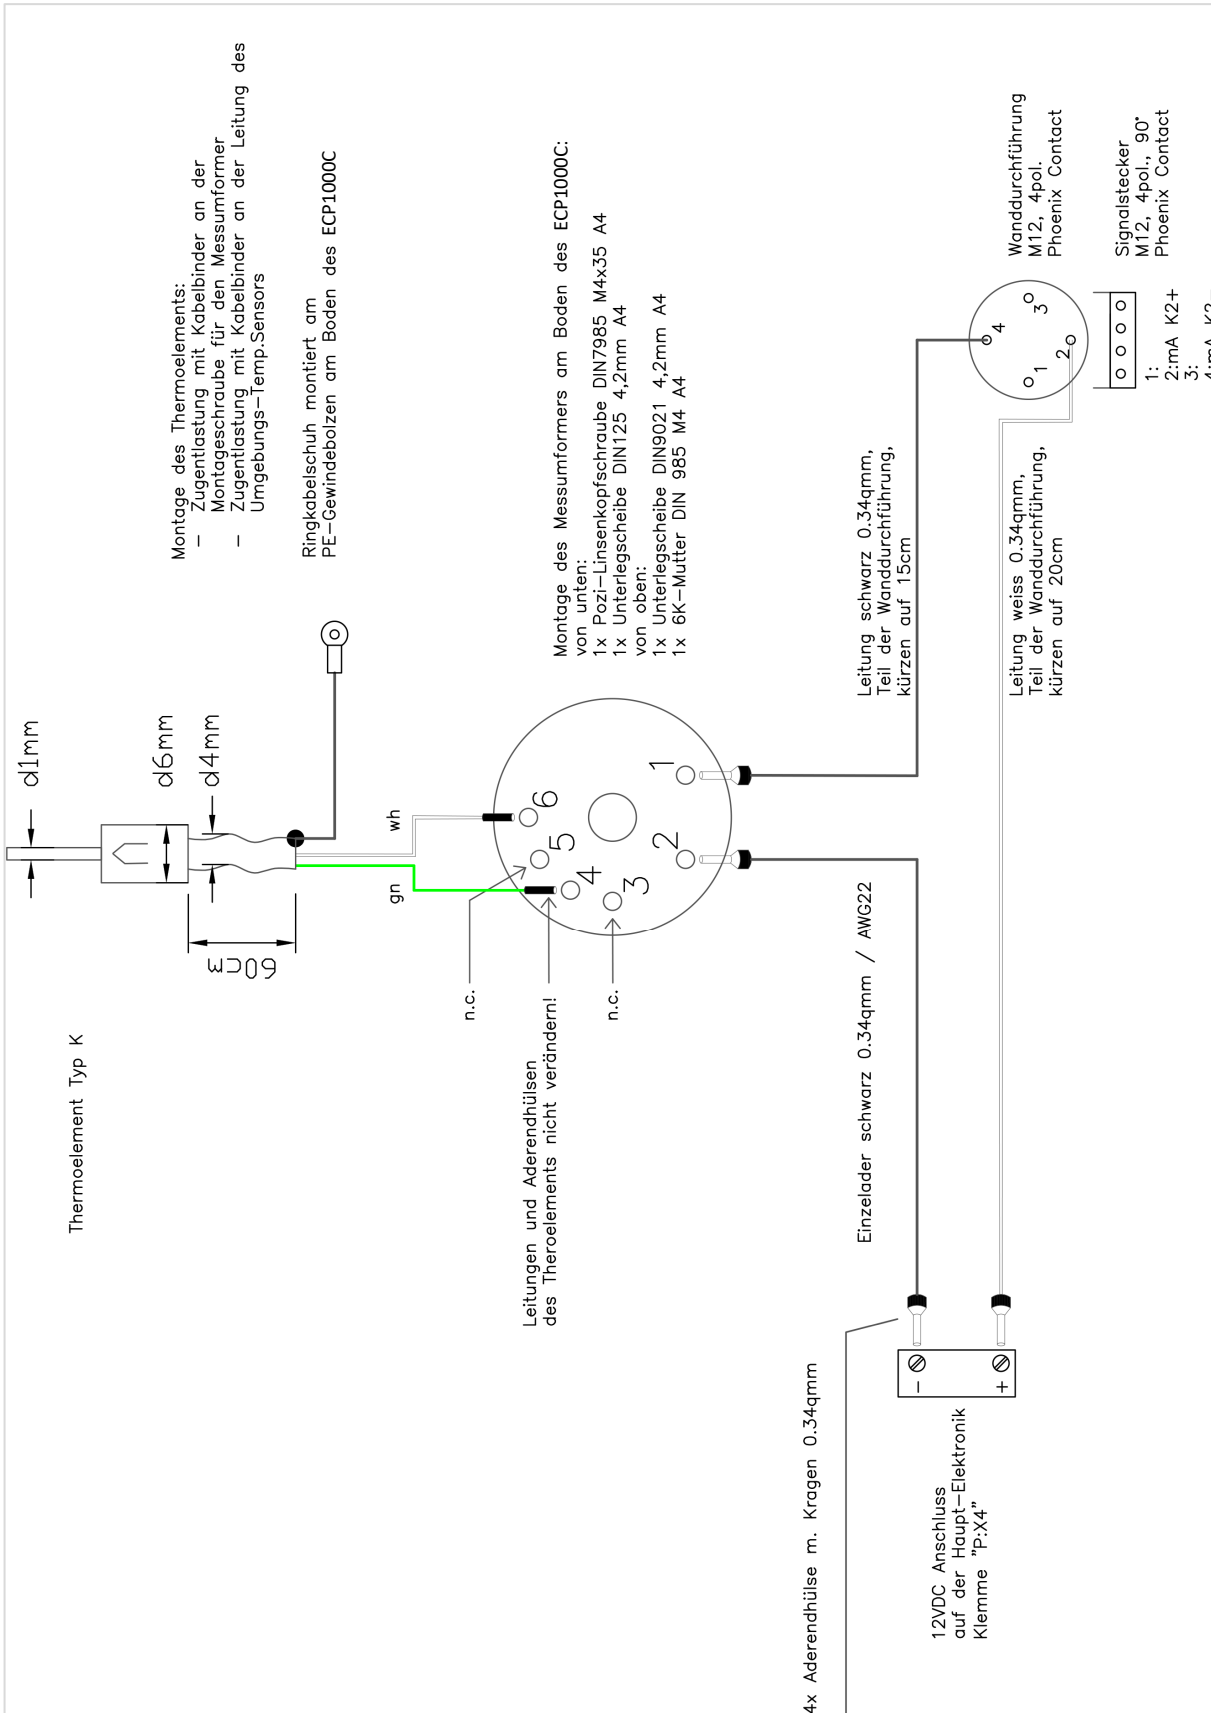 Thermoelement Typ K
d1mm
d6mm
d4mm
60cm
Montage des Thermoelements:
– Zugentlastung mit Kabelbinder an der
Montageschraube für den Messumformer
– Zugentlastung mit Kabelbinder an der Leitung des
Umgebungs-Temp.Sensors
Ringkabelschuh montiert am
PE-Gewindebolzen am Boden des ECP1000C
gn
wh
n.c.
Leitungen und Aderendhülsen
des Theroelements nicht verändern!
n.c.
6
5
4
3
2
1
Montage des Messumformers am Boden des ECP1000C:
von unten:
1x Pozi-Linsenkopfschraube DIN7985 M4x35 A4
1x Unterlegscheibe DIN125 4,2mm A4
von oben:
1x Unterlegscheibe DIN9021 4,2mm A4
1x 6K-Mutter DIN 985 M4 A4
4x Aderendhülse m. Kragen 0.34qmm
Einzelader schwarz 0.34qmm / AWG22
Leitung schwarz 0.34qmm,
Teil der Wanddurchführung,
kürzen auf 15cm
12VDC Anschluss
auf der Haupt-Elektronik
Klemme "P:X4"
–
+
Leitung weiss 0.34qmm,
Teil der Wanddurchführung,
kürzen auf 20cm
1
2
3
4
Wanddurchführung
M12, 4pol.
Phoenix Contact
Signalstecker
M12, 4pol., 90°
Phoenix Contact
1:
2:mA K2+
3: